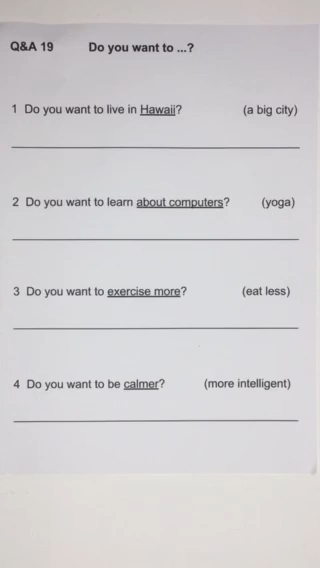 Q&A 19 Do you want to ...?
1 Do you want to live in Hawaii? (a big city)
2 Do you want to learn about computers? (yoga)
3 Do you want to exercise more? (eat less)
4 Do you want to be calmer? (more intelligent)